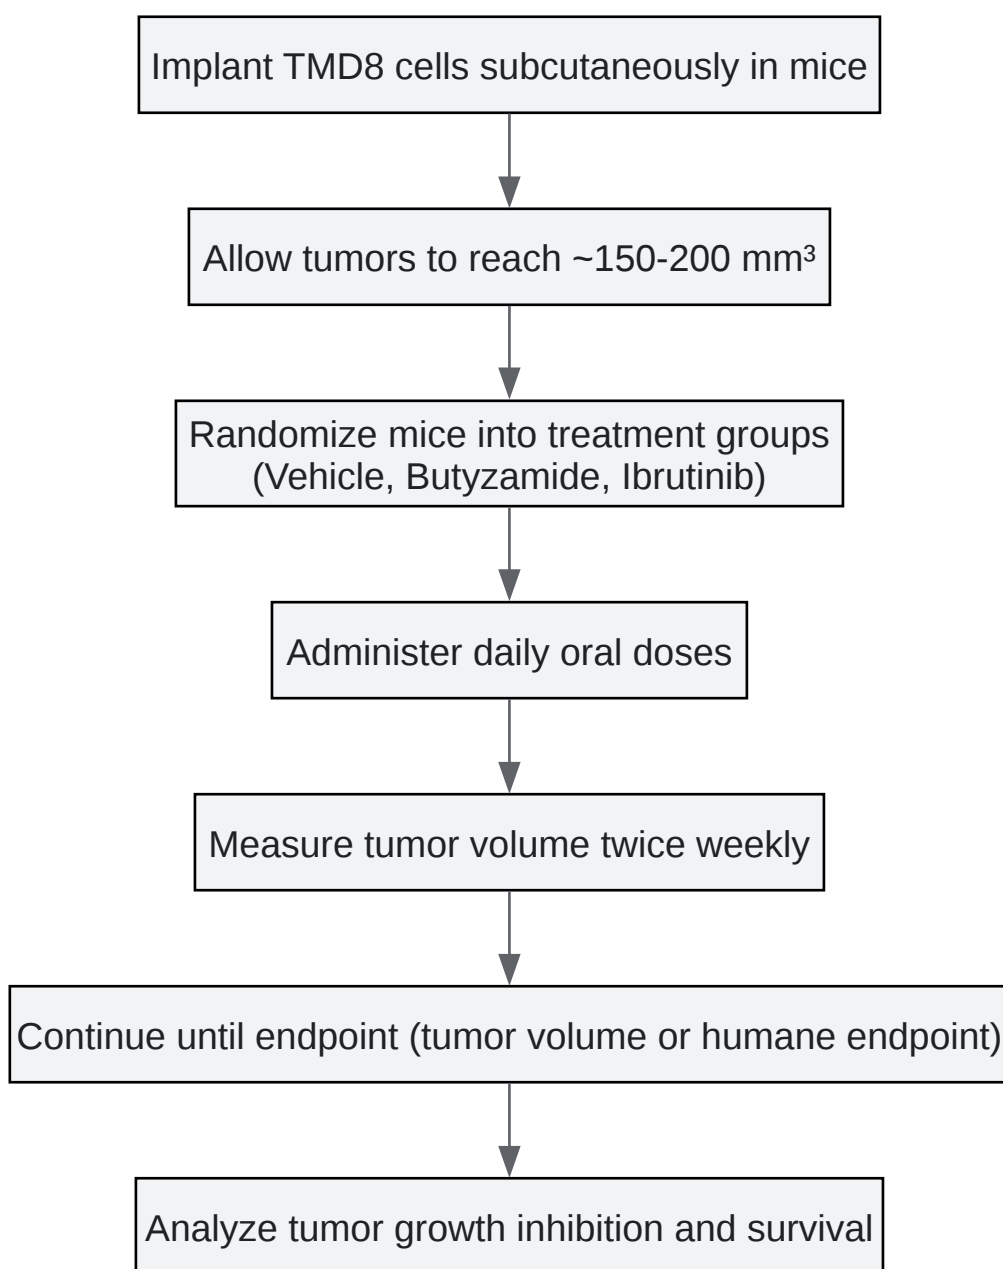 Implant TMD8 cells subcutaneously in mice
Allow tumors to reach ~150-200 mm³
Randomize mice into treatment groups
(Vehicle, Butyzamide, Ibrutinib)
Administer daily oral doses
Measure tumor volume twice weekly
Continue until endpoint (tumor volume or humane endpoint)
Analyze tumor growth inhibition and survival